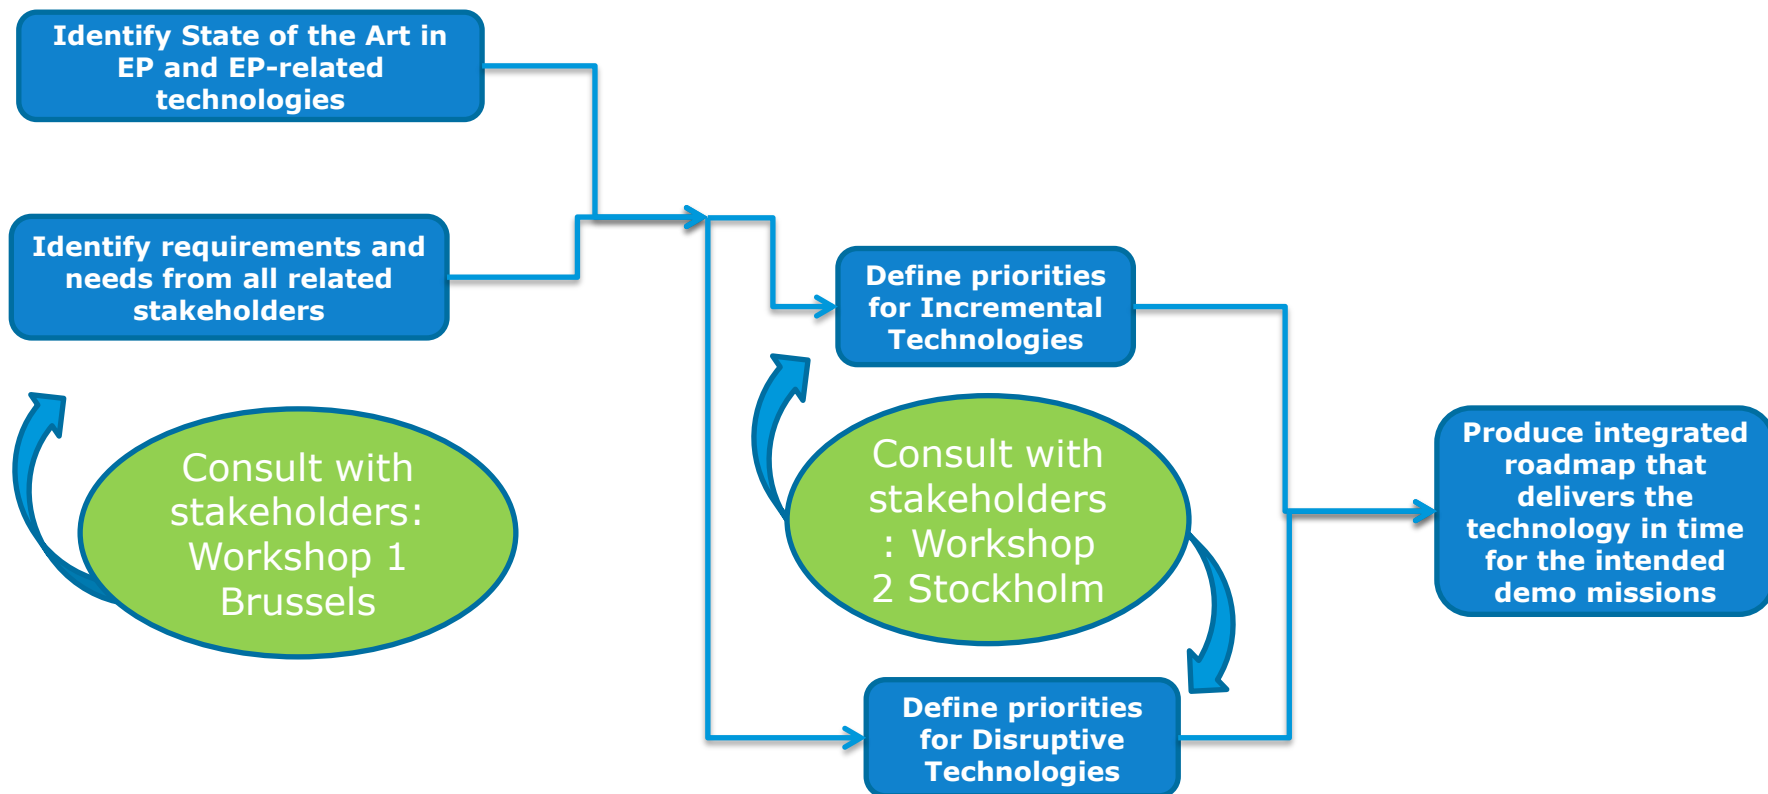 Identify State of the Art in
EP and EP-related
technologies
Identify requirements and
needs from all related
stakeholders
Consult with
stakeholders:
Workshop 1
Brussels
Define priorities
for Incremental
Technologies
Consult with
stakeholders
: Workshop
2 Stockholm
Define priorities
for Disruptive
Technologies
Produce integrated
roadmap that
delivers the
technology in time
for the intended
demo missions